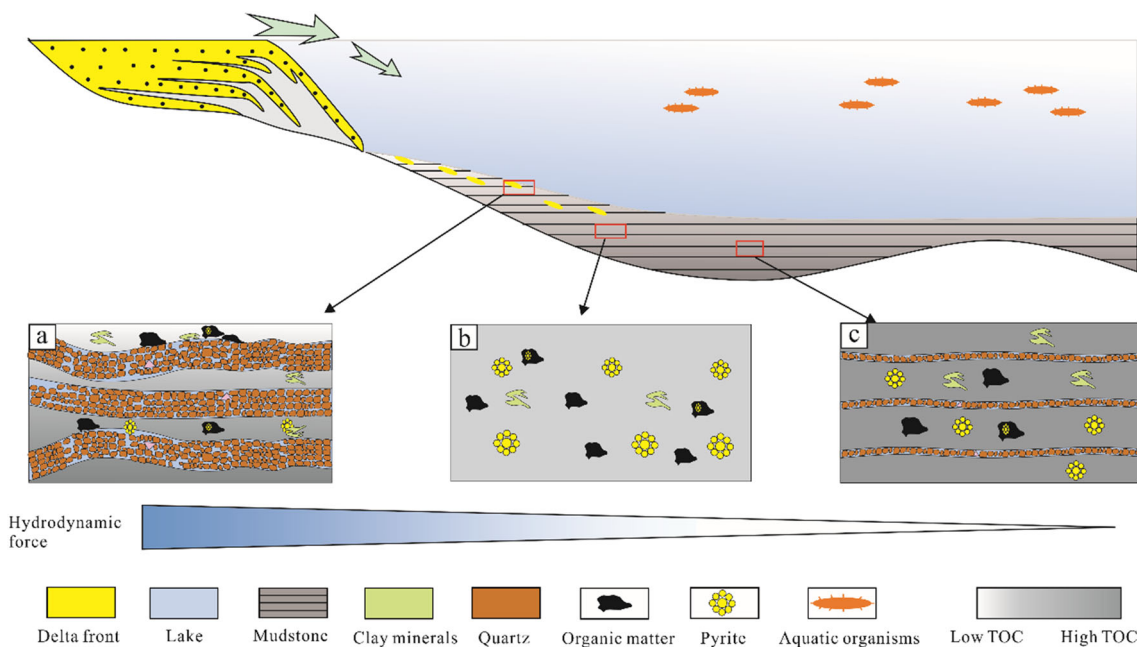 a
b
c
Hydrodynamic
force
Delta front
Lake
Mudstone
Clay minerals
Quartz
Organic matter
Pyrite
Aquatic organisms
Low TOC
High TOC